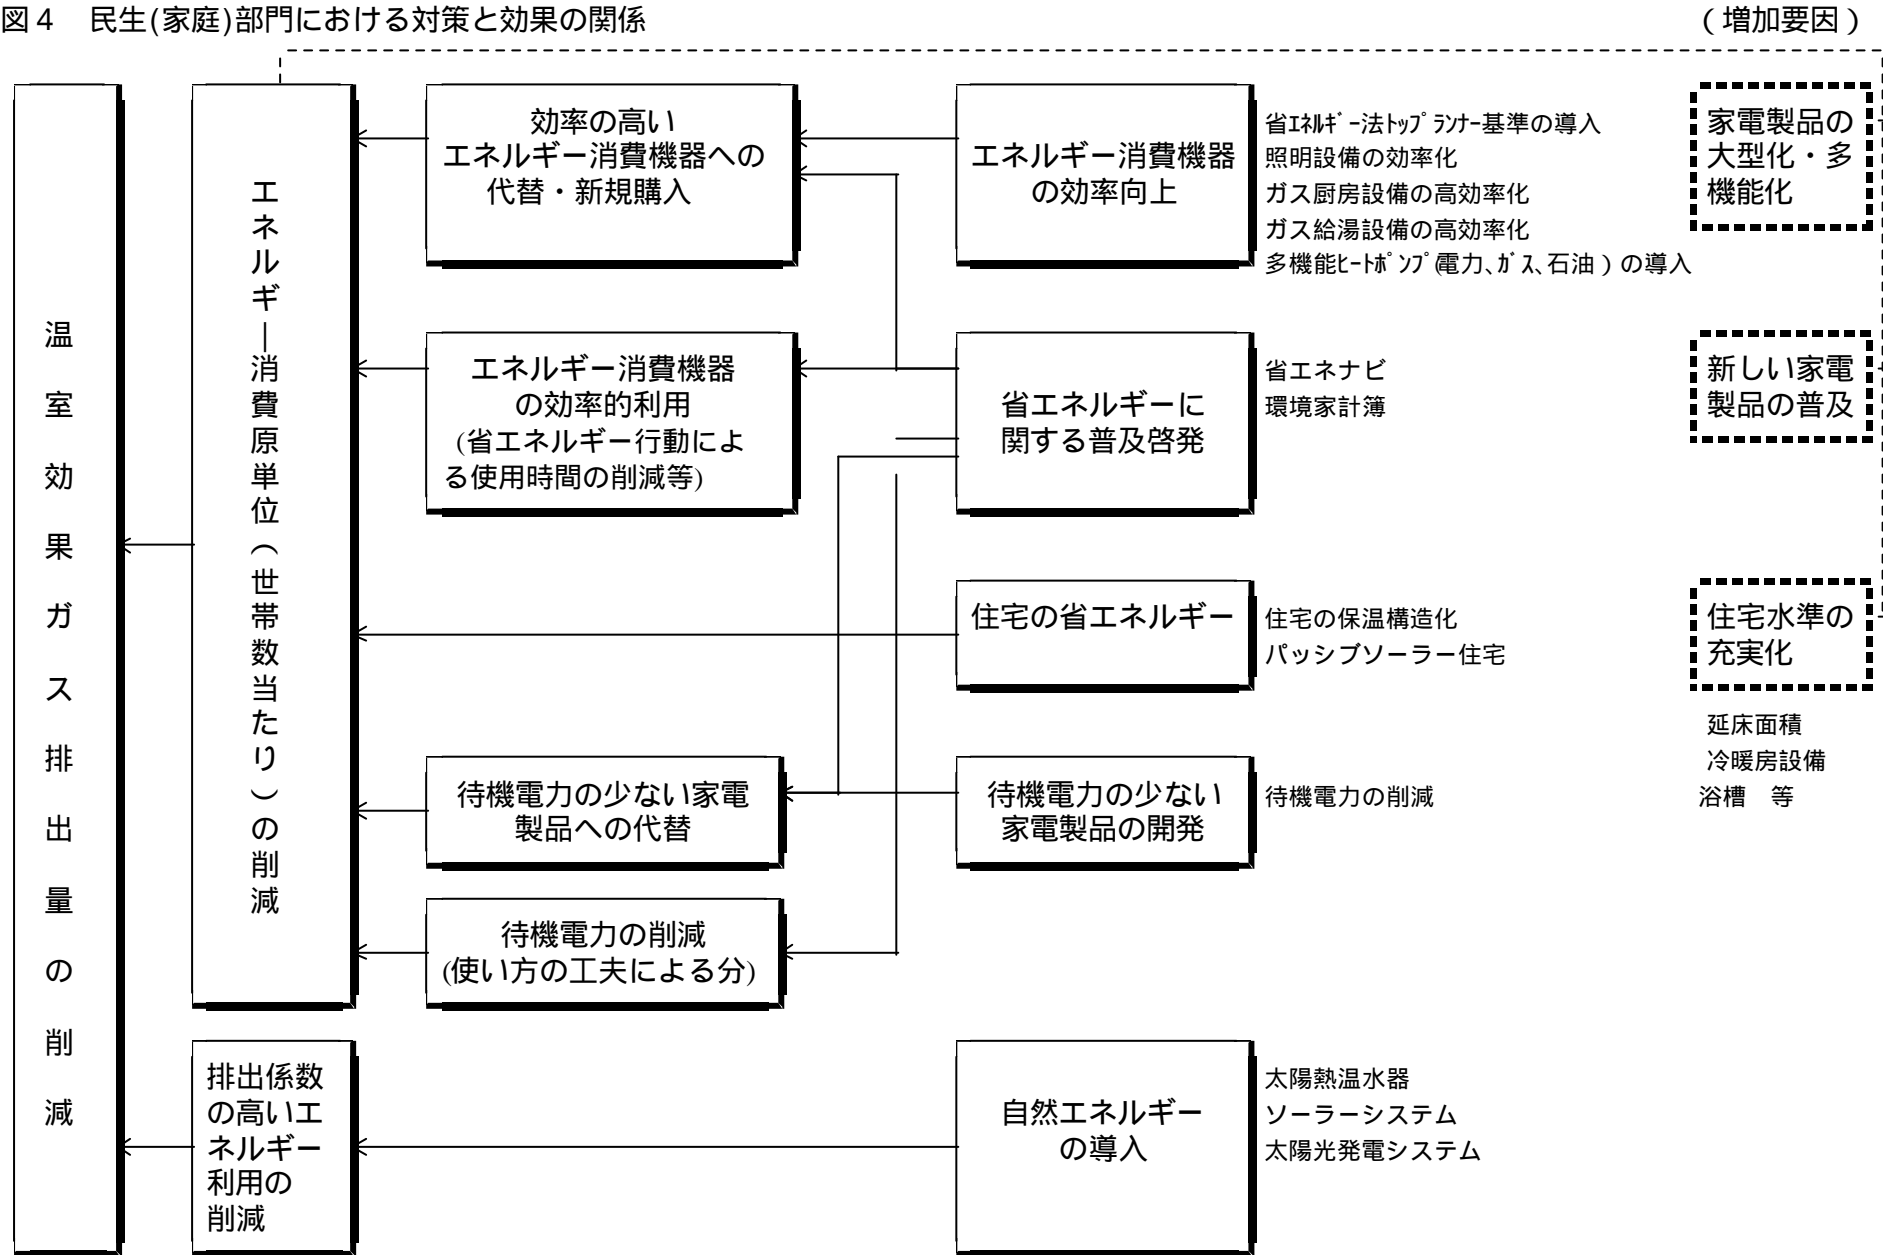 図４　民生(家庭)部門における対策と効果の関係
（増加要因）
温室効果ガス排出量の削減
エネルギー消費原単位（世帯数当たり）の削減
効率の高い
エネルギー消費機器への
代替・新規購入
エネルギー消費機器
の効率向上
省ｴﾈﾙｷﾞｰ法ﾄｯﾌﾟﾗﾝﾅｰ基準の導入
照明設備の効率化
ガス厨房設備の高効率化
ガス給湯設備の高効率化
多機能ﾋｰﾄﾎﾟﾝﾌﾟ(電力､ｶﾞｽ､石油）の導入
家電製品の
大型化・多
機能化
エネルギー消費機器
の効率的利用
(省エネルギー行動によ
る使用時間の削減等)
省エネルギーに
関する普及啓発
省エネナビ
環境家計簿
新しい家電
製品の普及
住宅の省エネルギー
住宅の保温構造化
パッシブソーラー住宅
住宅水準の
充実化
延床面積
冷暖房設備
浴槽　等
待機電力の少ない家電
製品への代替
待機電力の少ない
家電製品の開発
待機電力の削減
待機電力の削減
(使い方の工夫による分)
排出係数
の高いエ
ネルギー
利用の
削減
自然エネルギー
の導入
太陽熱温水器
ソーラーシステム
太陽光発電システム